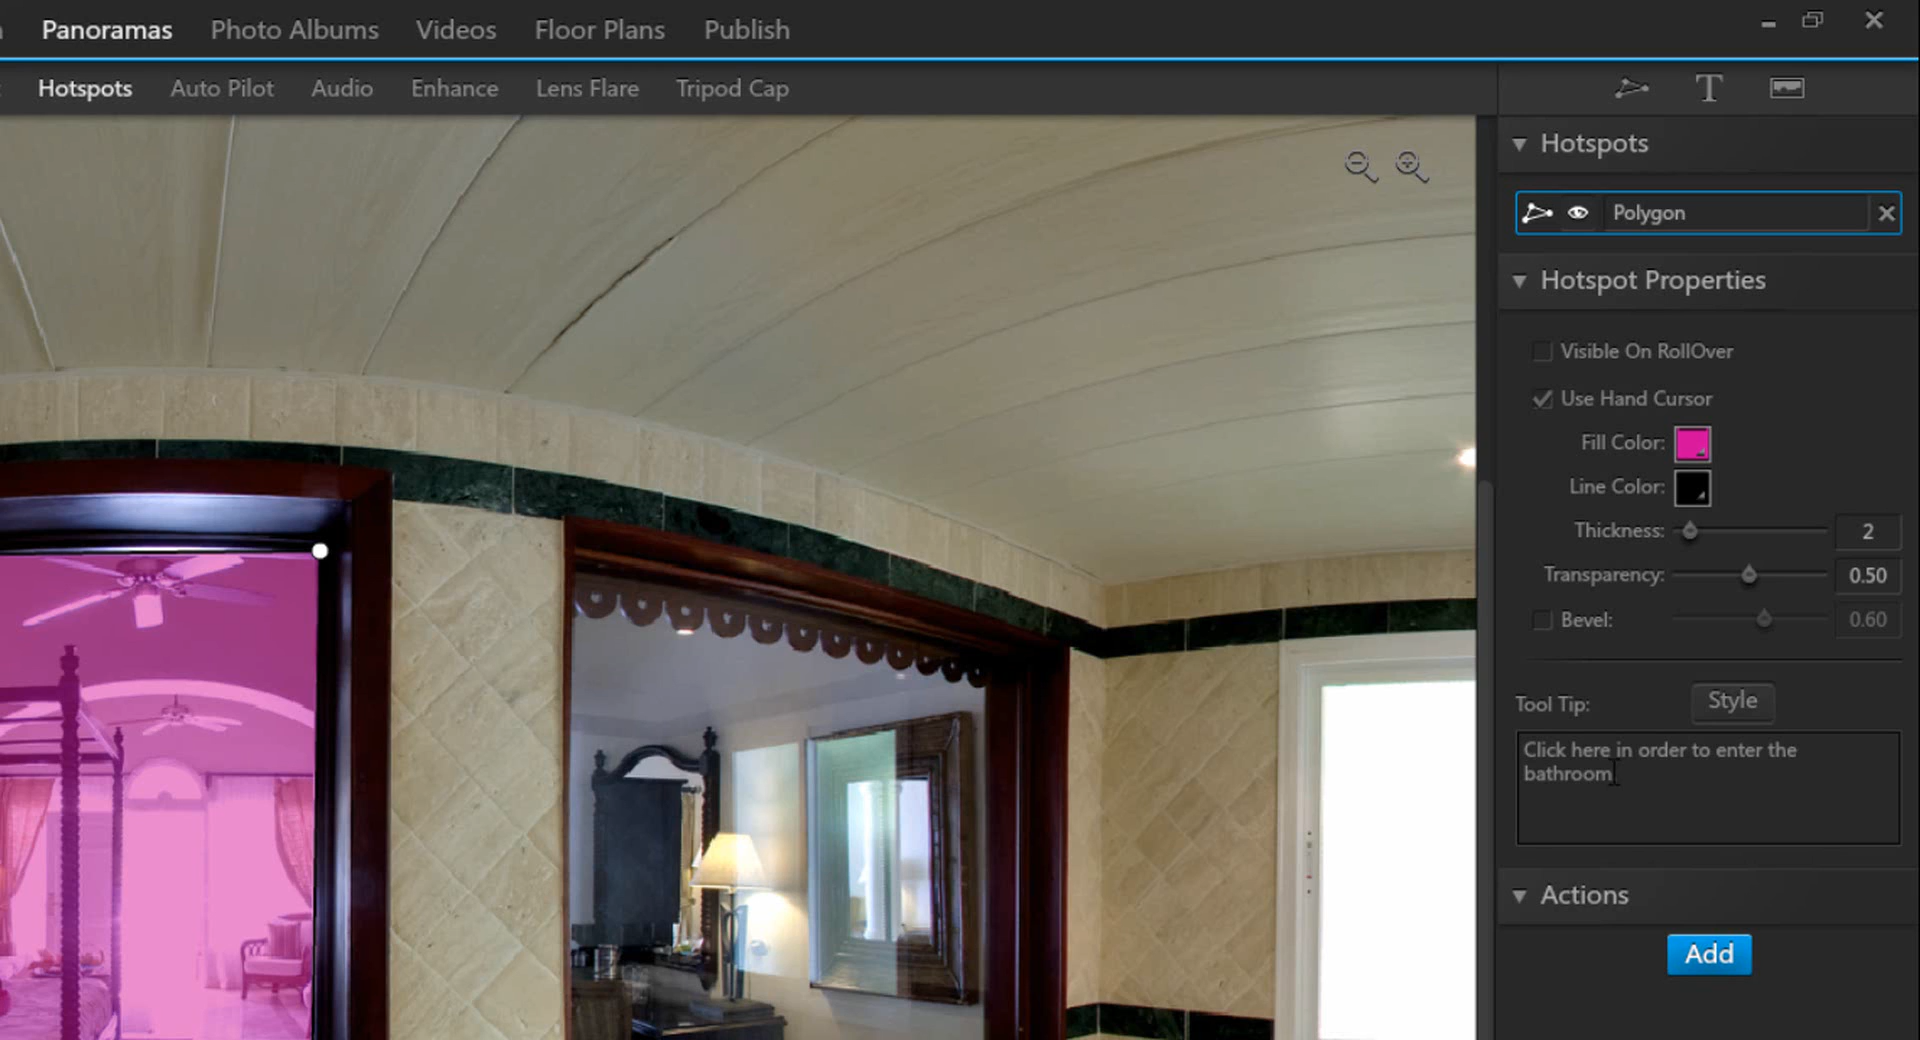 Panoramas Photo Albums Videos Floor Plans Publish
Hotspots Auto Pilot Audio Enhance Lens Flare Tripod Cap
T
Hotspots
Polygon
Hotspot Properties
Visible On RollOver
Use Hand Cursor
Fill Color:
Line Color:
Thickness: 2
Transparency: 0.50
Bevel: 0.60
Tool Tip: Style
Click here in order to enter the
bathroom
Actions
Add